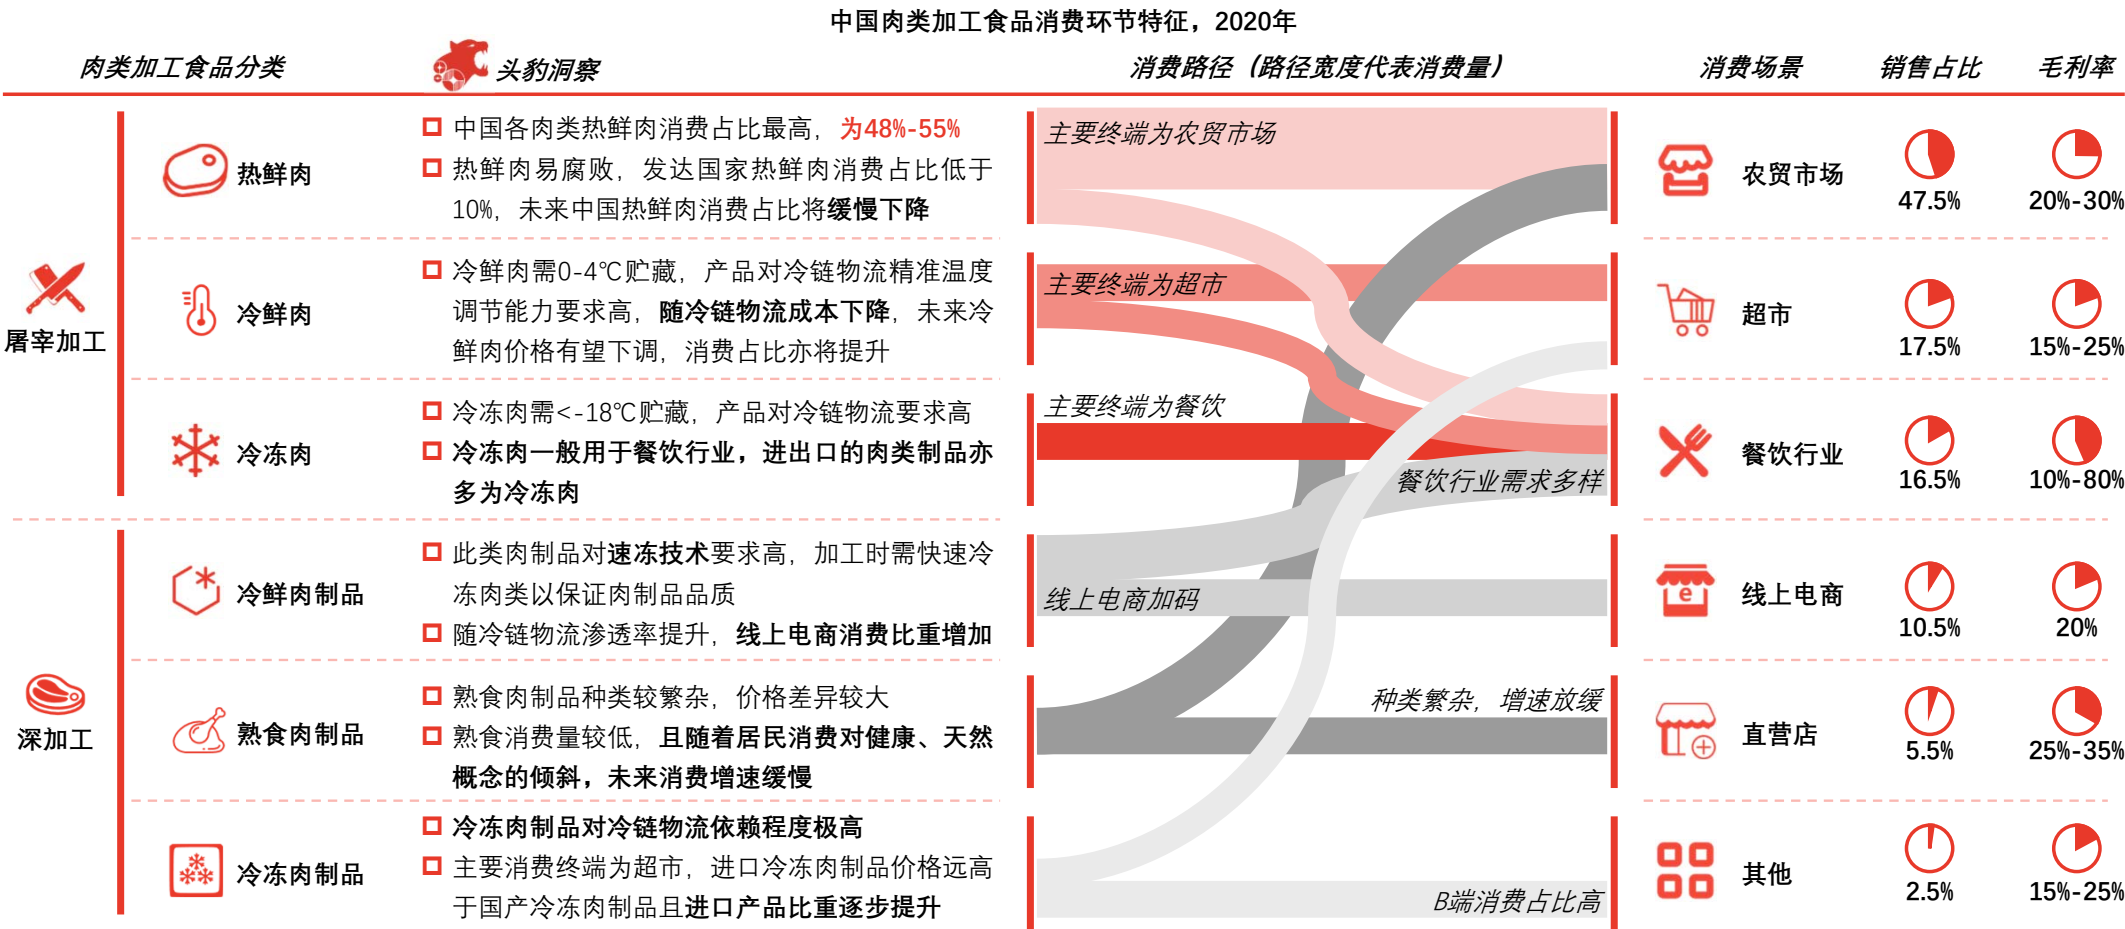 中国肉类加工食品消费环节特征，2020年
肉类加工食品分类
头豹洞察
消费路径（路径宽度代表消费量）
消费场景
销售占比
毛利率
屠宰加工
热鲜肉
中国各肉类热鲜肉消费占比最高，为48%-55%
热鲜肉易腐败，发达国家热鲜肉消费占比低于
10%，未来中国热鲜肉消费占比将缓慢下降
主要终端为农贸市场
农贸市场
47.5%
20%-30%
冷鲜肉
冷鲜肉需0-4℃贮藏，产品对冷链物流精准温度
调节能力要求高，随冷链物流成本下降，未来冷
鲜肉价格有望下调，消费占比亦将提升
主要终端为超市
超市
17.5%
15%-25%
冷冻肉
冷冻肉需<-18℃贮藏，产品对冷链物流要求高
冷冻肉一般用于餐饮行业，进出口的肉类制品亦
多为冷冻肉
主要终端为餐饮
餐饮行业需求多样
餐饮行业
16.5%
10%-80%
深加工
冷鲜肉制品
此类肉制品对速冻技术要求高，加工时需快速冷
冻肉类以保证肉制品品质
随冷链物流渗透率提升，线上电商消费比重增加
线上电商加码
e
线上电商
10.5%
20%
熟食肉制品
熟食肉制品种类较繁杂，价格差异较大
熟食消费量较低，且随着居民消费对健康、天然
概念的倾斜，未来消费增速缓慢
种类繁杂，增速放缓
直营店
5.5%
25%-35%
冷冻肉制品
冷冻肉制品对冷链物流依赖程度极高
主要消费终端为超市，进口冷冻肉制品价格远高
于国产冷冻肉制品且进口产品比重逐步提升
B端消费占比高
其他
2.5%
15%-25%